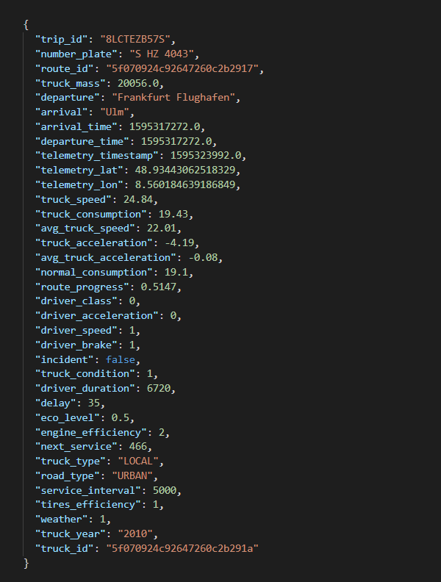 {
"trip_id": "8LCTEZB57S",
"number_plate": "S HZ 4043",
"route_id": "5f070924c92647260c2b2917",
"truck_mass": 20056.0,
"departure": "Frankfurt Flughafen",
"arrival": "Ulm",
"arrival_time": 1595317272.0,
"departure_time": 1595317272.0,
"telemetry_timestamp": 1595323992.0,
"telemetry_lat": 48.93443062518329,
"telemetry_lon": 8.560184639186849,
"truck_speed": 24.84,
"truck_consumption": 19.43,
"avg_truck_speed": 22.01,
"truck_acceleration": -4.19,
"avg_truck_acceleration": -0.08,
"normal_consumption": 19.1,
"route_progress": 0.5147,
"driver_class": 0,
"driver_acceleration": 0,
"driver_speed": 1,
"driver_brake": 1,
"incident": false,
"truck_condition": 1,
"driver_duration": 6720,
"delay": 35,
"eco_level": 0.5,
"engine_efficiency": 2,
"next_service": 466,
"truck_type": "LOCAL",
"road_type": "URBAN",
"service_interval": 5000,
"tires_efficiency": 1,
"weather": 1,
"truck_year": "2010",
"truck_id": "5f070924c92647260c2b291a"
}